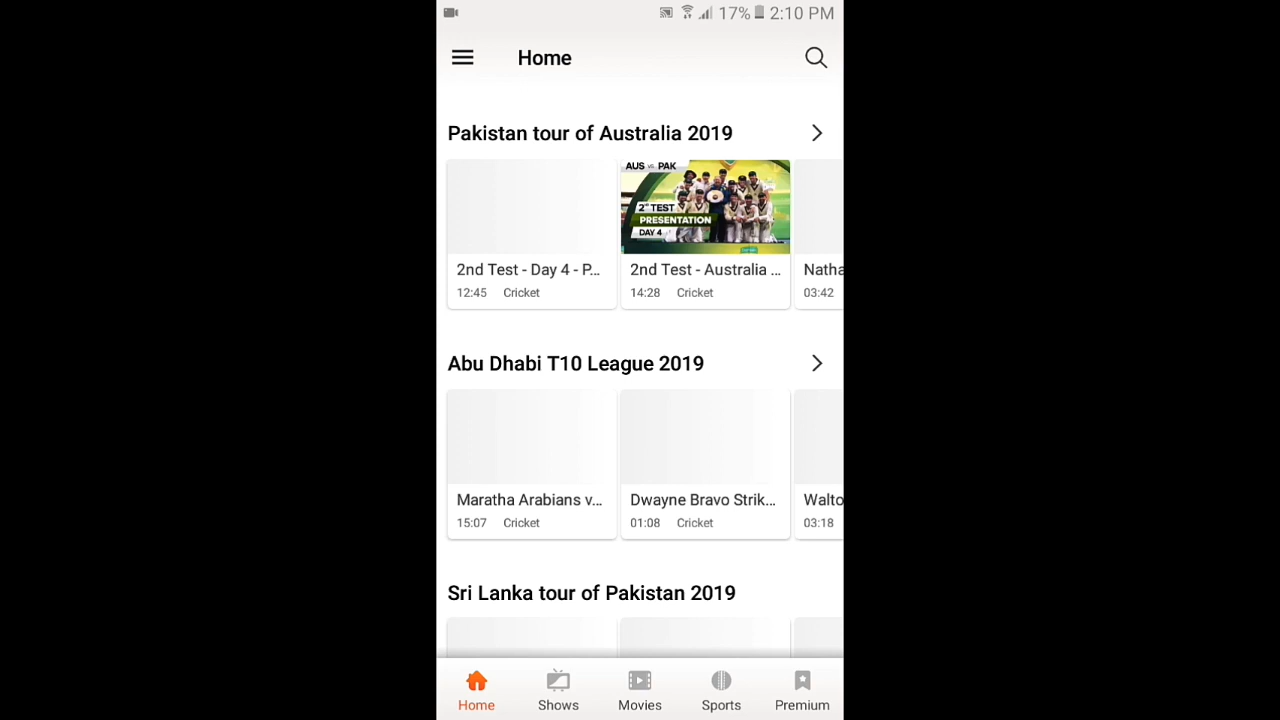 17% 2:10 PM
Home
Pakistan tour of Australia 2019
AUS vs PAK
2nd TEST
PRESENTATION
DAY 4
2nd Test - Day 4 - P...
12:45 Cricket
2nd Test - Australia ...
14:28 Cricket
Natha
03:42
Abu Dhabi T10 League 2019
Maratha Arabians v...
15:07 Cricket
Dwayne Bravo Strik...
01:08 Cricket
Walto
03:18
Sri Lanka tour of Pakistan 2019
Home Shows Movies Sports Premium